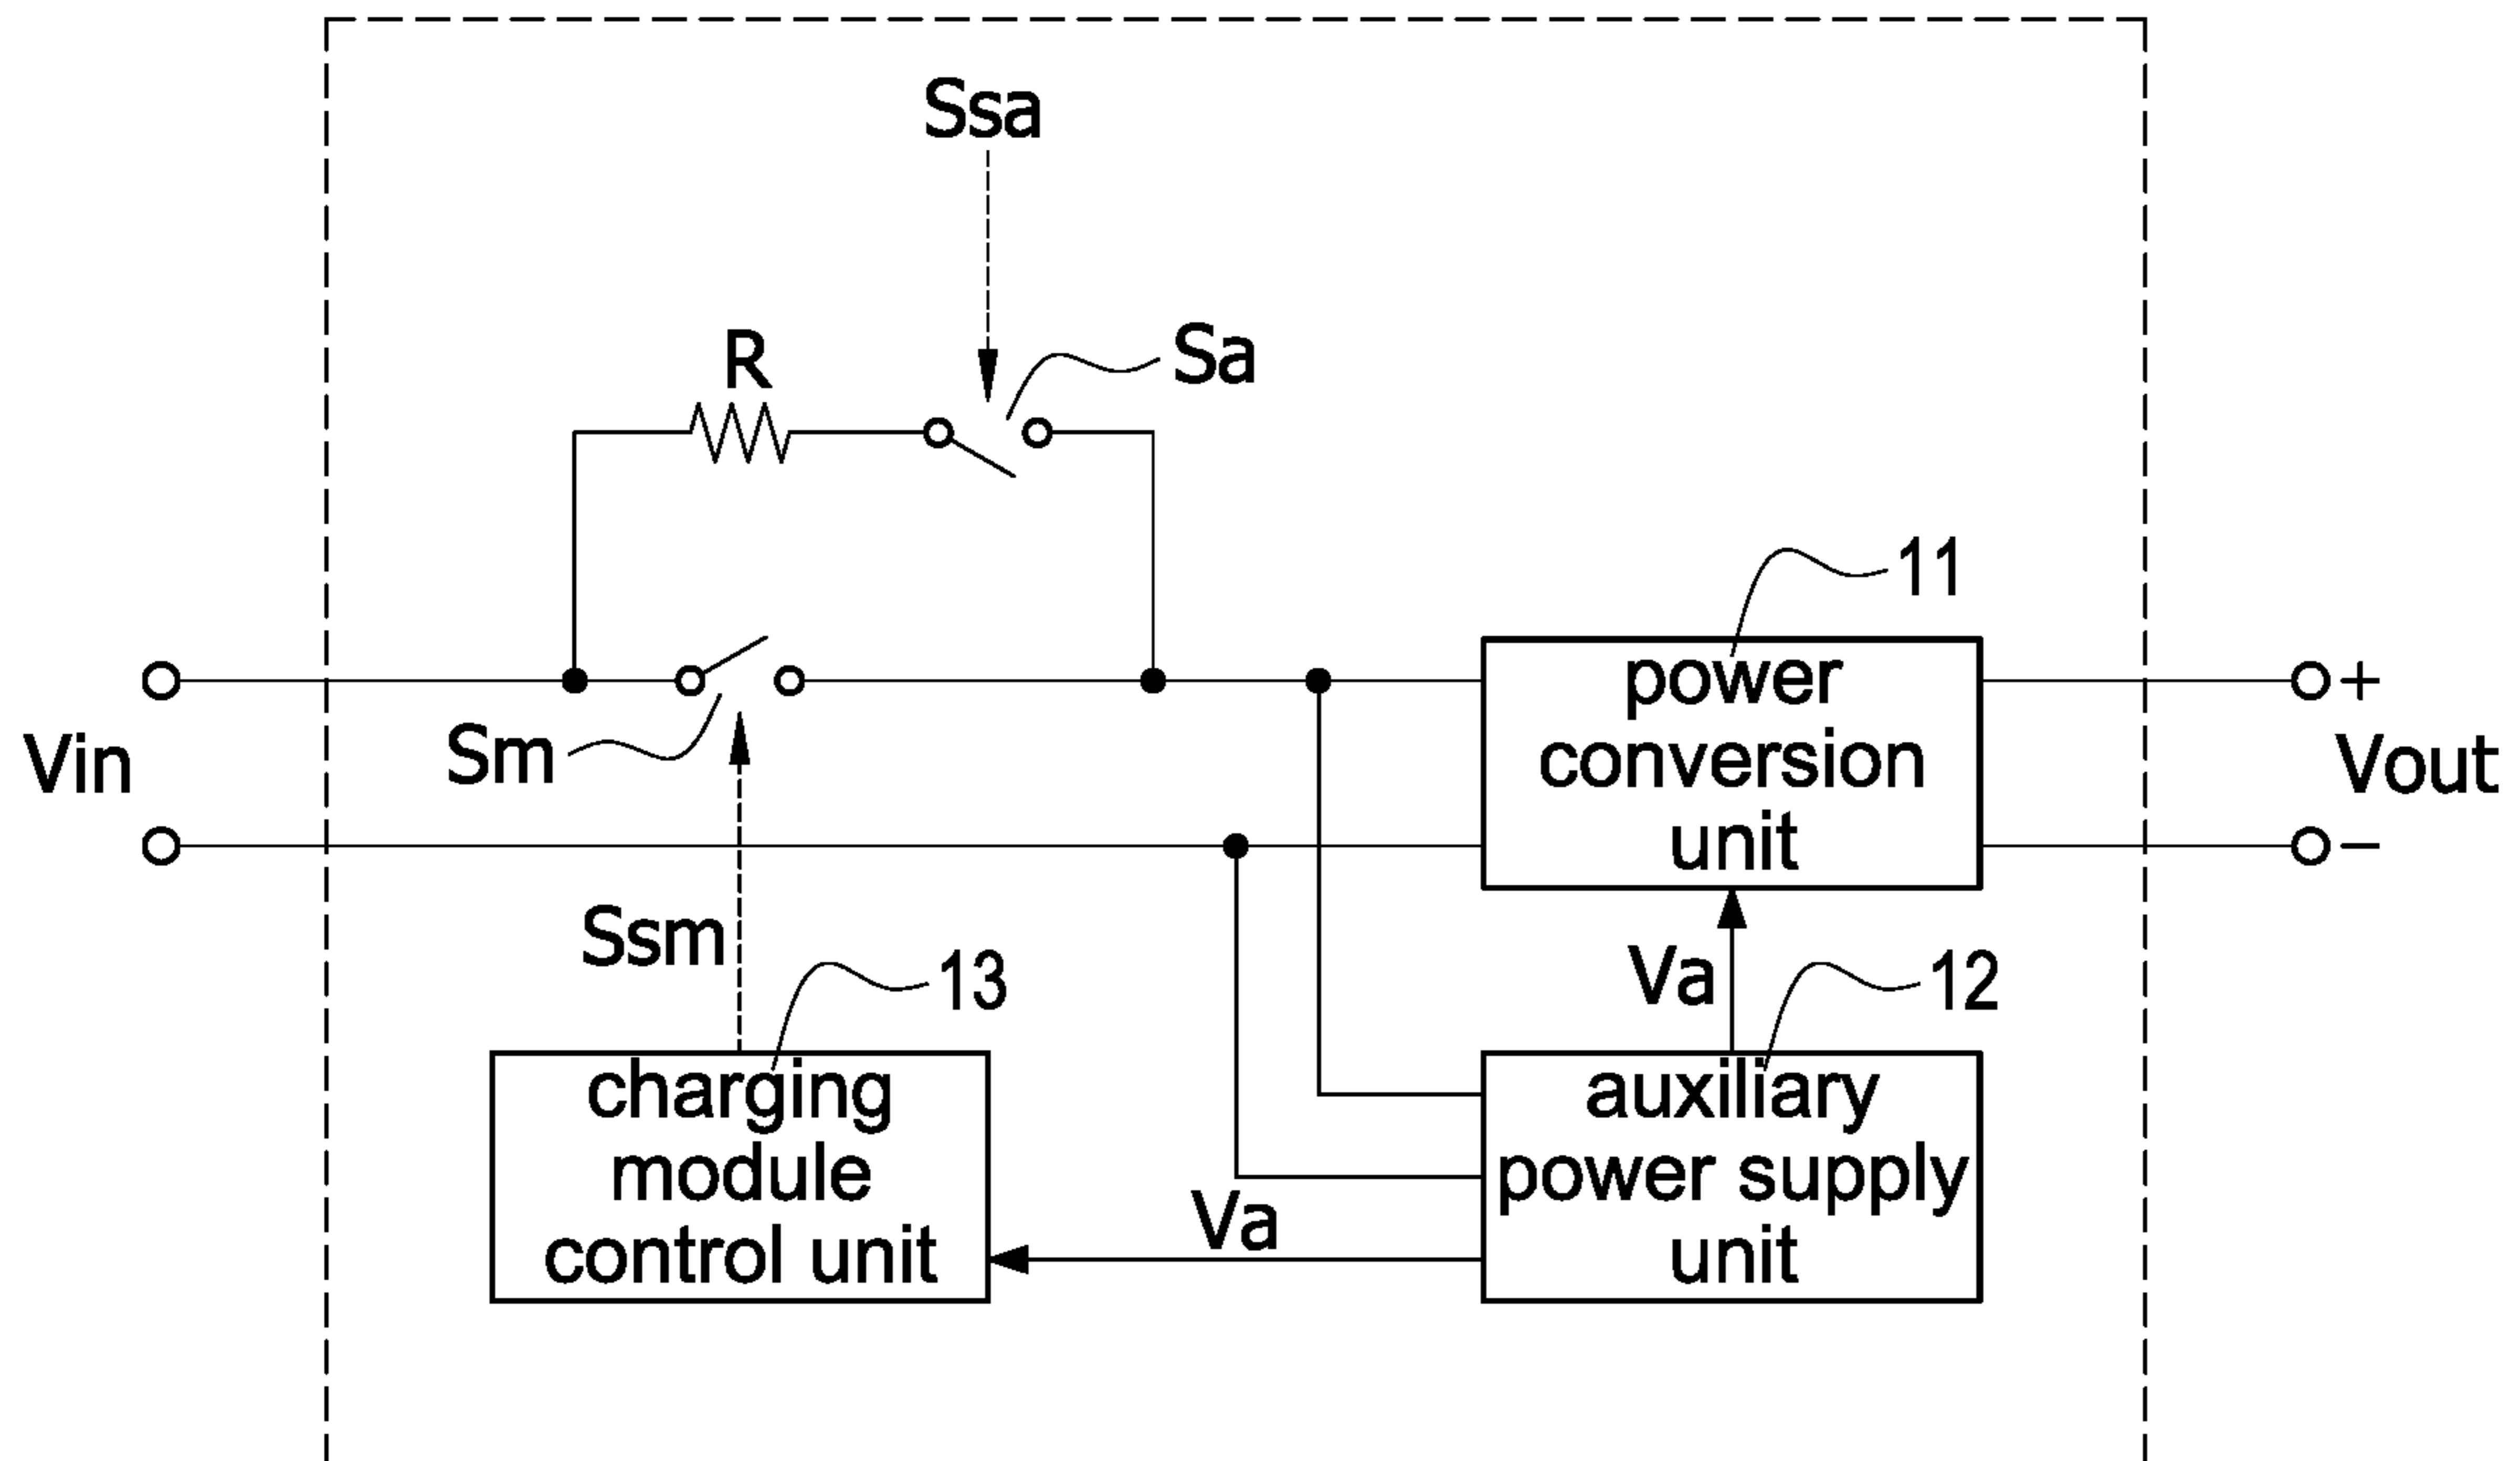 Ssa
R
Sa
11
power
conversion
unit
Vin
Sm
+
Vout
−
Ssm
13
Va
12
charging
module
control unit
auxiliary
power supply
unit
Va